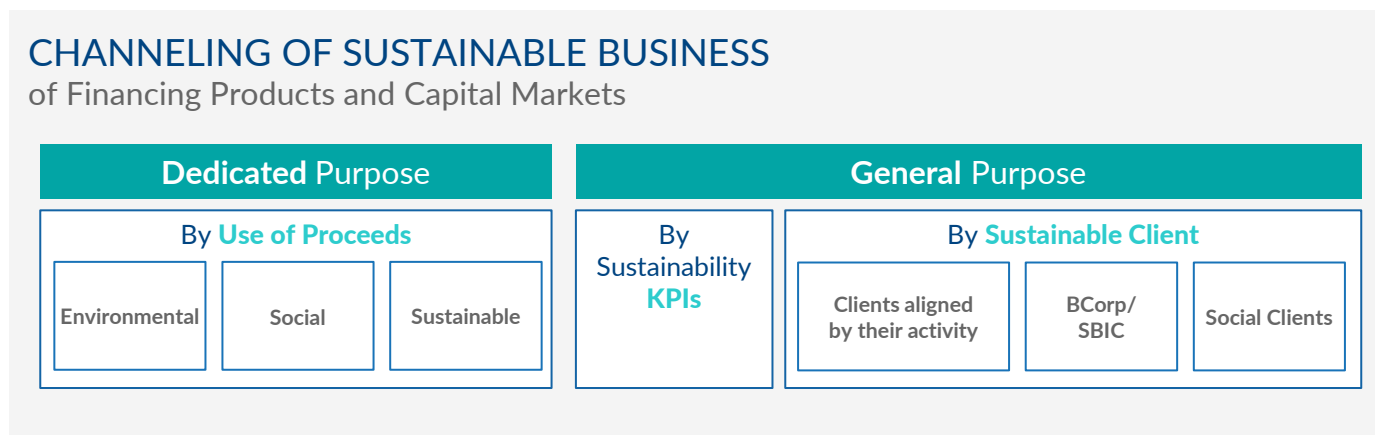 CHANNELING OF SUSTAINABLE BUSINESS
of Financing Products and Capital Markets
Dedicated Purpose
General Purpose
By Use of Proceeds
Environmental
Social
Sustainable
By
Sustainability
KPIs
By Sustainable Client
Clients aligned
by their activity
BCorp/
SBIC
Social Clients